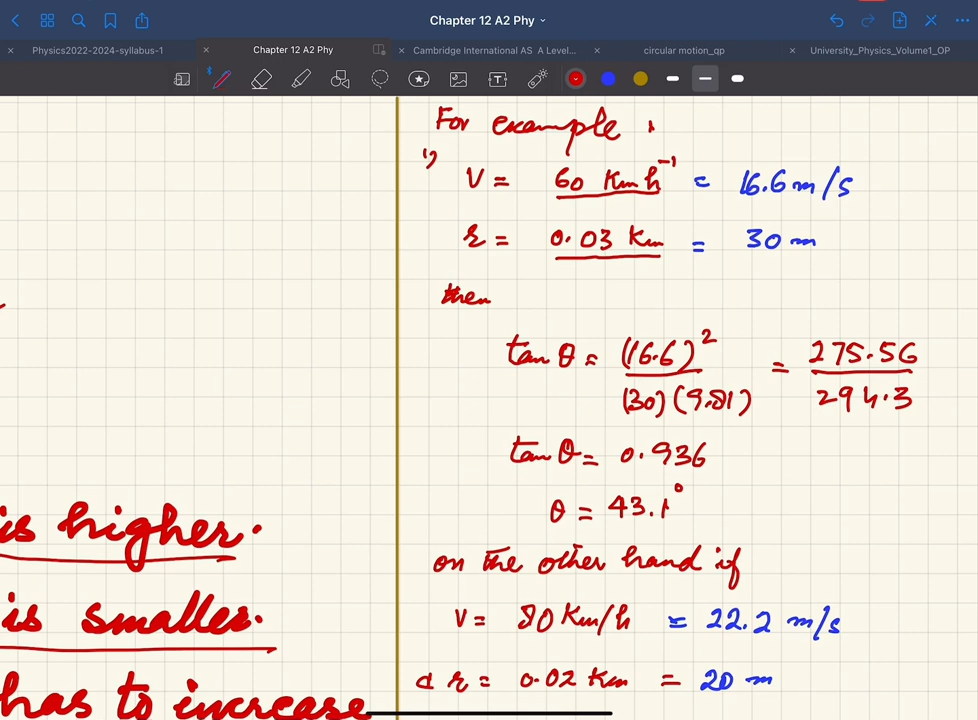 Chapter 12 A2 Phy
Physics2022-2024-syllabus-1
Chapter 12 A2 Phy
Cambridge International AS A Level...
circular motion_qp
University_Physics_Volume1_OP
For example :
1) V = 60 Km h⁻¹ = 16.6 m/s
r = 0.03 Km = 30 m
then
tan θ = (16.6)² / (30)(9.81) = 275.56 / 294.3
tan θ = 0.936
θ = 43.1°
is higher.
on the other hand if
is smaller.
V = 80 Km/h = 22.2 m/s
has to increase
& r = 0.02 Km = 20 m